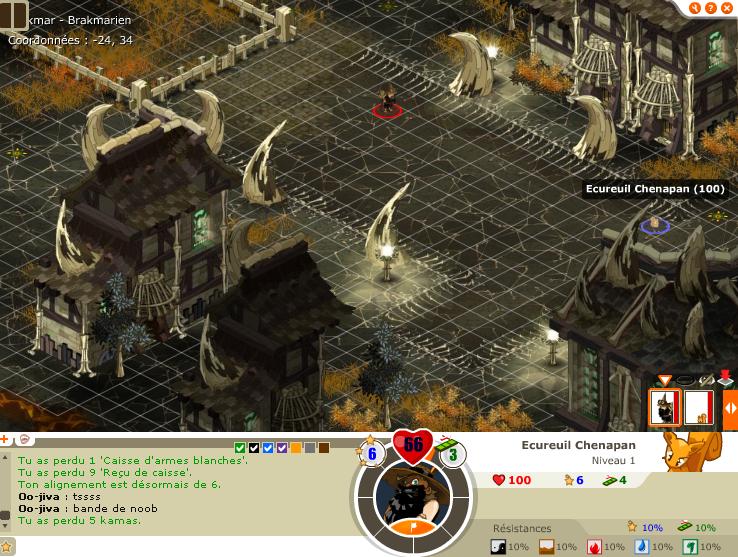 kmar - Brakmarien
Coordonnées : -24, 34
Ecureuil Chenapan (100)
Tu as perdu 1 'Caisse d'armes blanches'.
Tu as perdu 9 'Reçu de caisse'.
Ton alignement est désormais de 6.
Oo-jiva : tssss
Oo-jiva : bande de noob
Tu as perdu 5 kamas.
6
66
3
Ecureuil Chenapan
Niveau 1
100 6 4
Résistances 10% 10%
10% 10% 10% 10% 10%